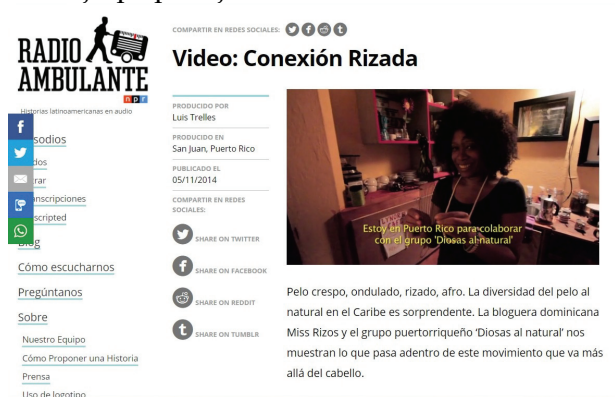 COMPARTIR EN REDES SOCIALES:
RADIO
AMBULANTE
npr
Historias latinoamericanas en audio
Video: Conexión Rizada
PRODUCIDO POR
Luis Trelles
PRODUCIDO EN
San Juan, Puerto Rico
PUBLICADO EL
05/11/2014
COMPARTIR EN REDES
SOCIALES:
SHARE ON TWITTER
SHARE ON FACEBOOK
SHARE ON REDDIT
SHARE ON TUMBLR
Cómo escucharnos
Pregúntanos
Sobre
Nuestro Equipo
Cómo Proponer una Historia
Prensa
Uso de logotipo
Estoy en Puerto Rico para colaborar
con el grupo 'Diosas al natural'
Pelo crespo, ondulado, rizado, afro. La diversidad del pelo al
natural en el Caribe es sorprendente. La bloguera dominicana
Miss Rizos y el grupo puertorriqueño ‘Diosas al natural’ nos
muestran lo que pasa adentro de este movimiento que va más
allá del cabello.